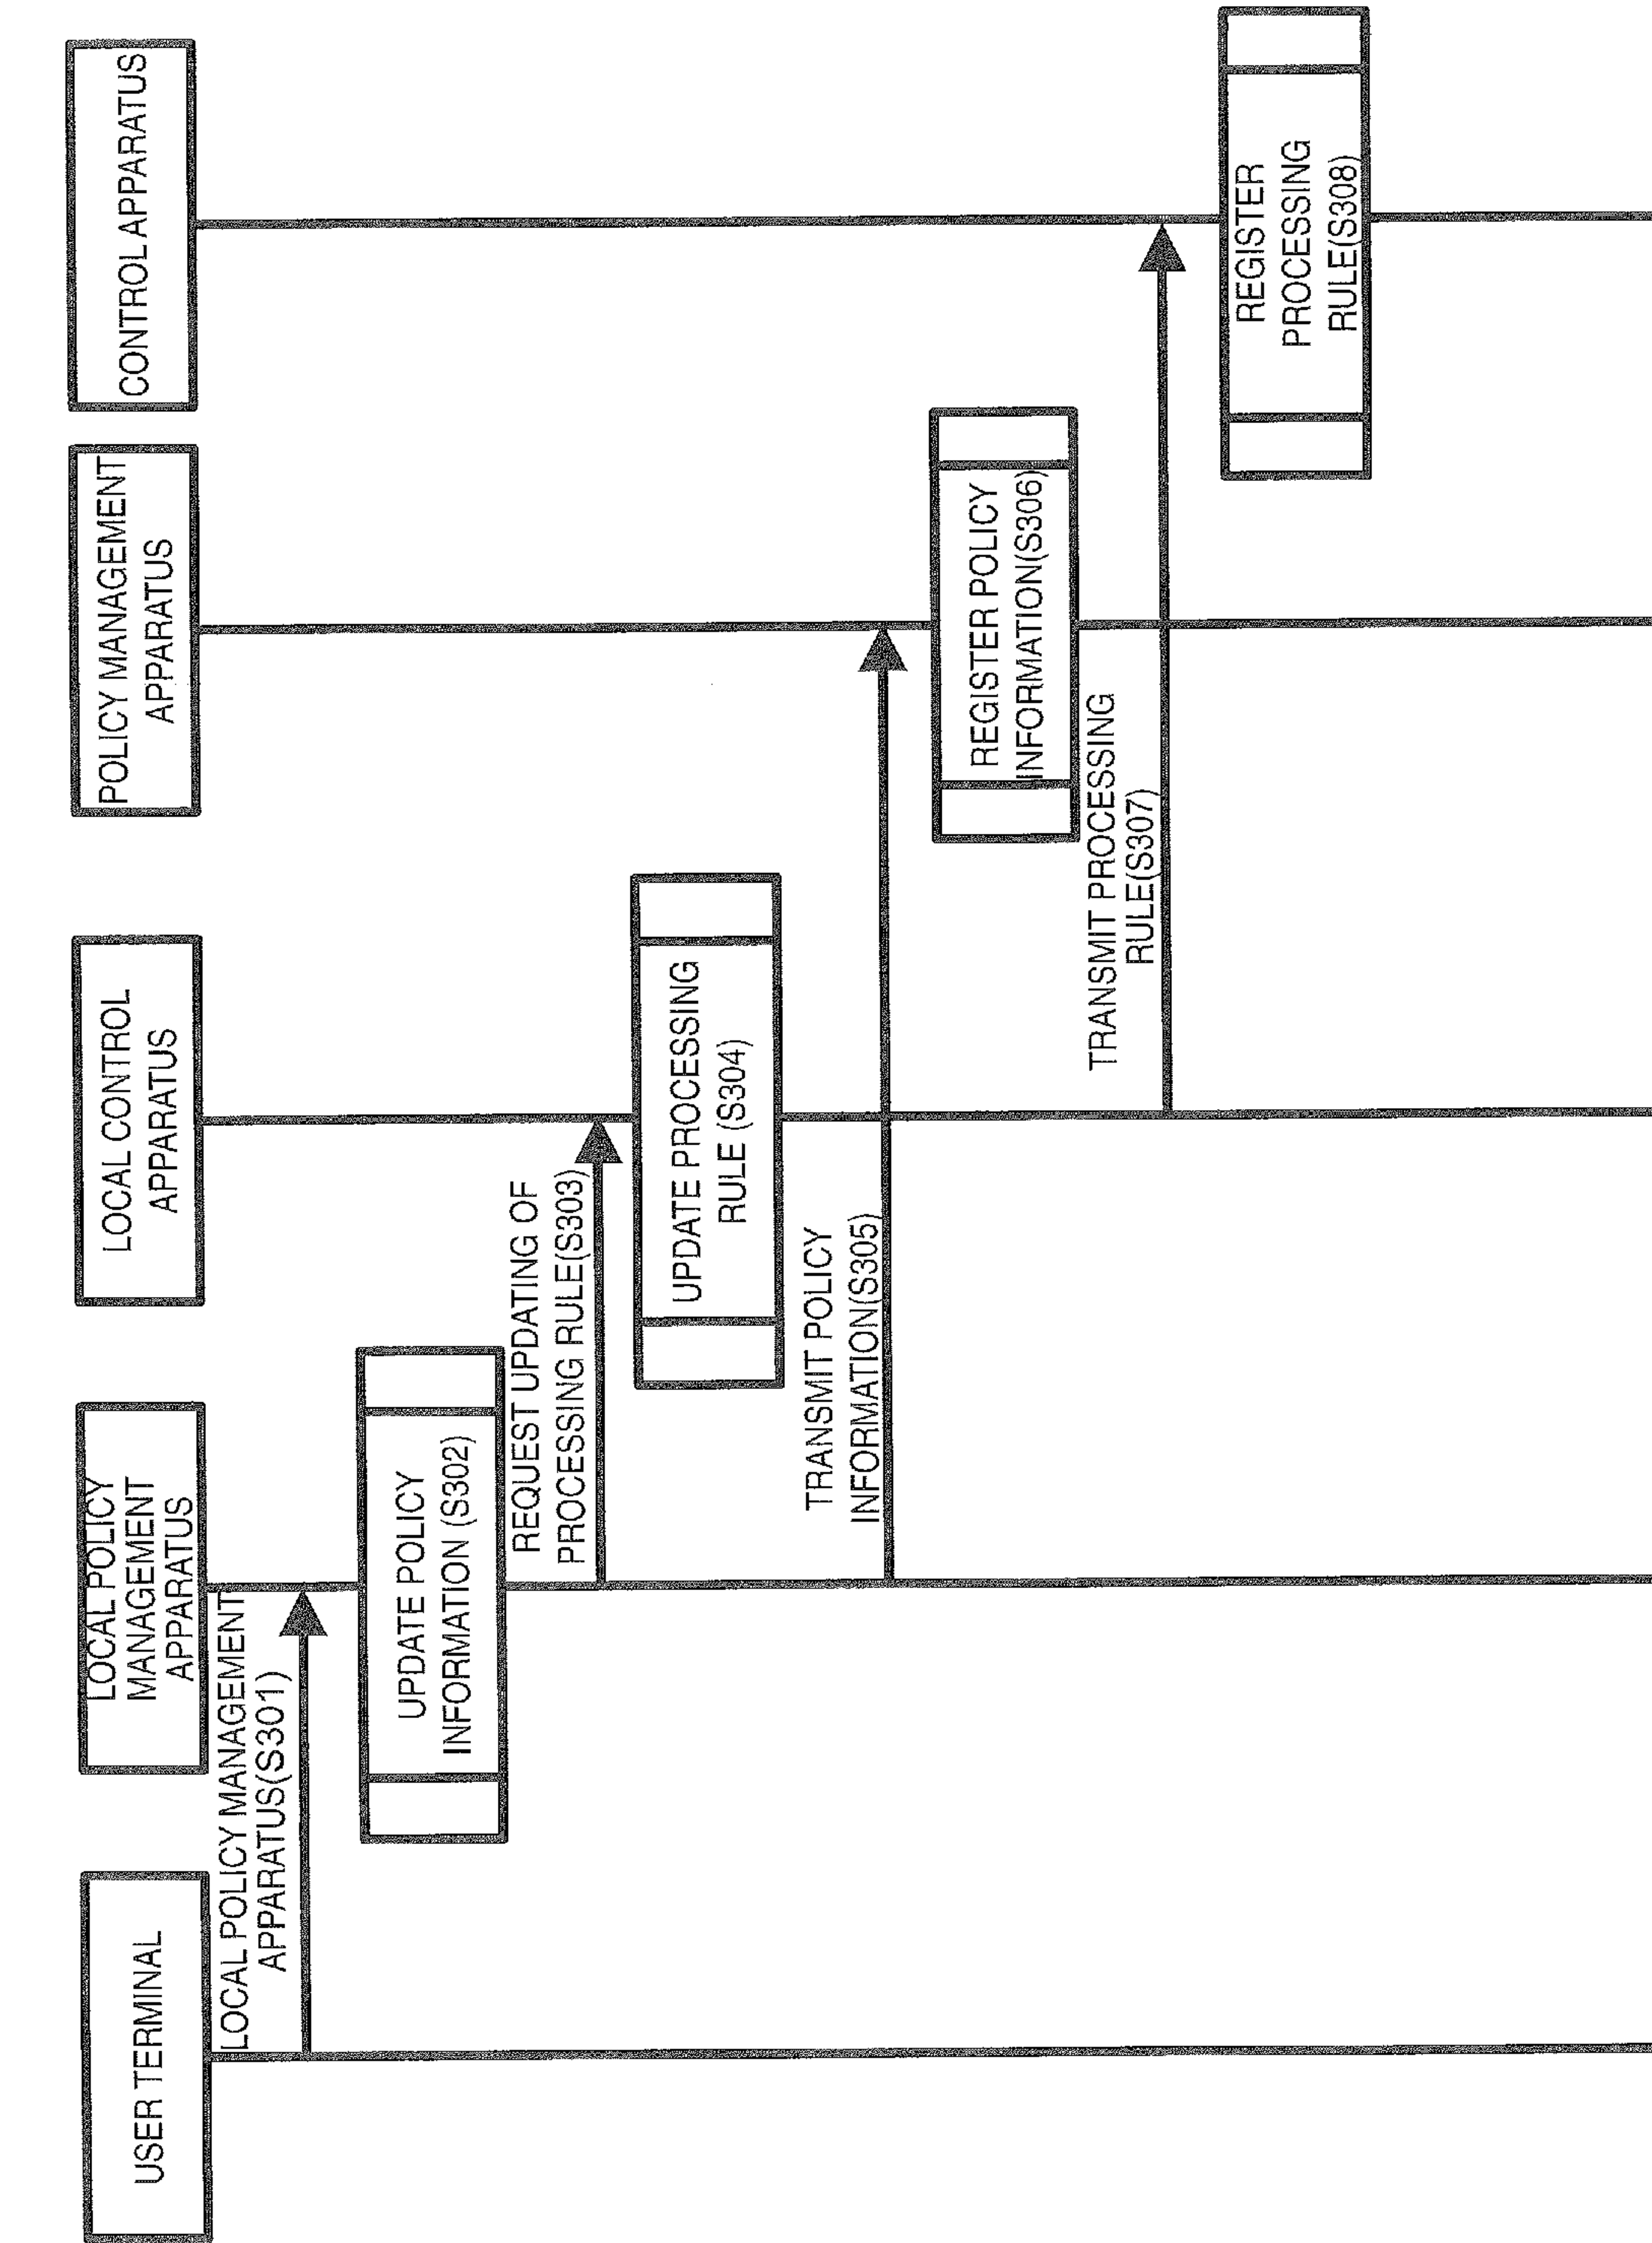 USER TERMINAL
LOCAL POLICY
MANAGEMENT
APPARATUS
LOCAL CONTROL
APPARATUS
POLICY MANAGEMENT
APPARATUS
CONTROL APPARATUS
LOCAL POLICY MANAGEMENT
APPARATUS(S301)
UPDATE POLICY
INFORMATION (S302)
REQUEST UPDATING OF
PROCESSING RULE(S303)
UPDATE PROCESSING
RULE (S304)
TRANSMIT POLICY
INFORMATION(S305)
REGISTER POLICY
INFORMATION(S306)
TRANSMIT PROCESSING
RULE(S307)
REGISTER
PROCESSING
RULE(S308)